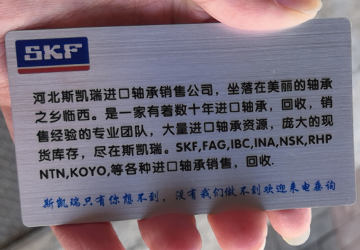 SKF
河北斯凯瑞进口轴承销售公司，坐落在美丽的轴承
之乡临西。是一家有着数十年进口轴承，回收，销
售经验的专业团队，大量进口轴承资源，庞大的现
货库存，尽在斯凯瑞。SKF,FAG,IBC,INA,NSK,RHP
NTN,KOYO,等各种进口轴承销售，回收.
斯凯瑞只有你想不到，没有我们做不到欢迎来电恭询